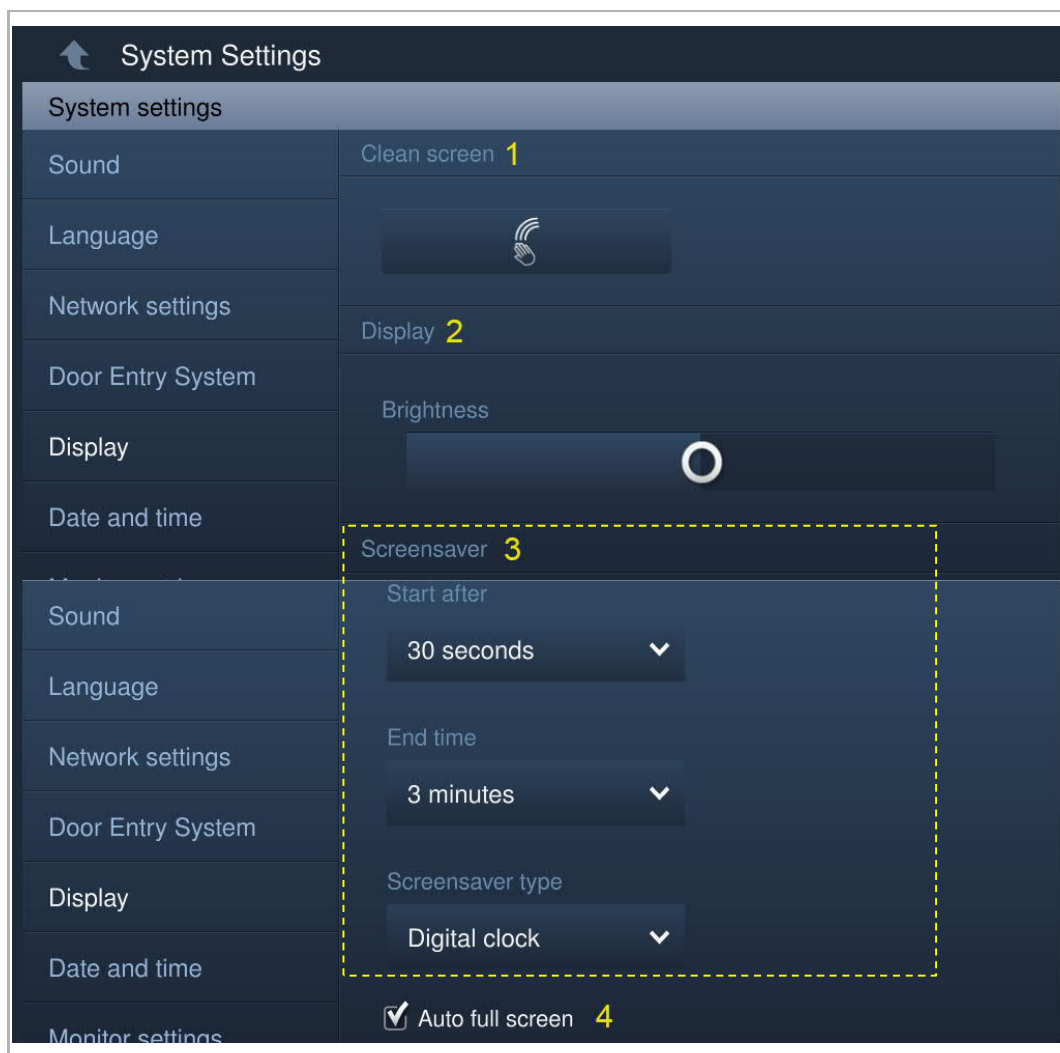 System Settings
System settings
Sound
Clean screen 1
Language
Network settings
Display 2
Door Entry System
Brightness
Display
Date and time
Screensaver 3
Start after
Sound
30 seconds
Language
End time
Network settings
3 minutes
Door Entry System
Screensaver type
Display
Digital clock
Date and time
Auto full screen 4
Monitor settings